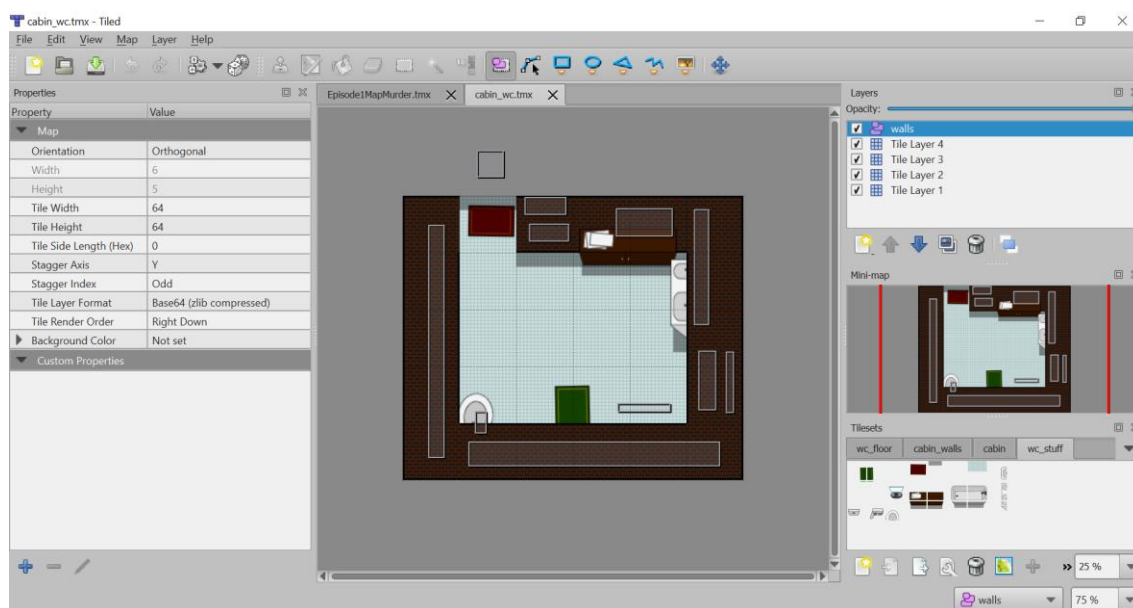 cabin_wc.tmx - Tiled
File Edit View Map Layer Help
Properties
Property Value
Map
Orientation Orthogonal
Width 6
Height 5
Tile Width 64
Tile Height 64
Tile Side Length (Hex) 0
Stagger Axis Y
Stagger Index Odd
Tile Layer Format Base64 (zlib compressed)
Tile Render Order Right Down
Background Color Not set
Custom Properties
Episode1MapMurder.tmx cabin_wc.tmx
Layers
Opacity:
walls
Tile Layer 4
Tile Layer 3
Tile Layer 2
Tile Layer 1
Mini-map
Tilesets
wc_floor cabin_walls cabin wc_stuff
25 %
walls 75 %